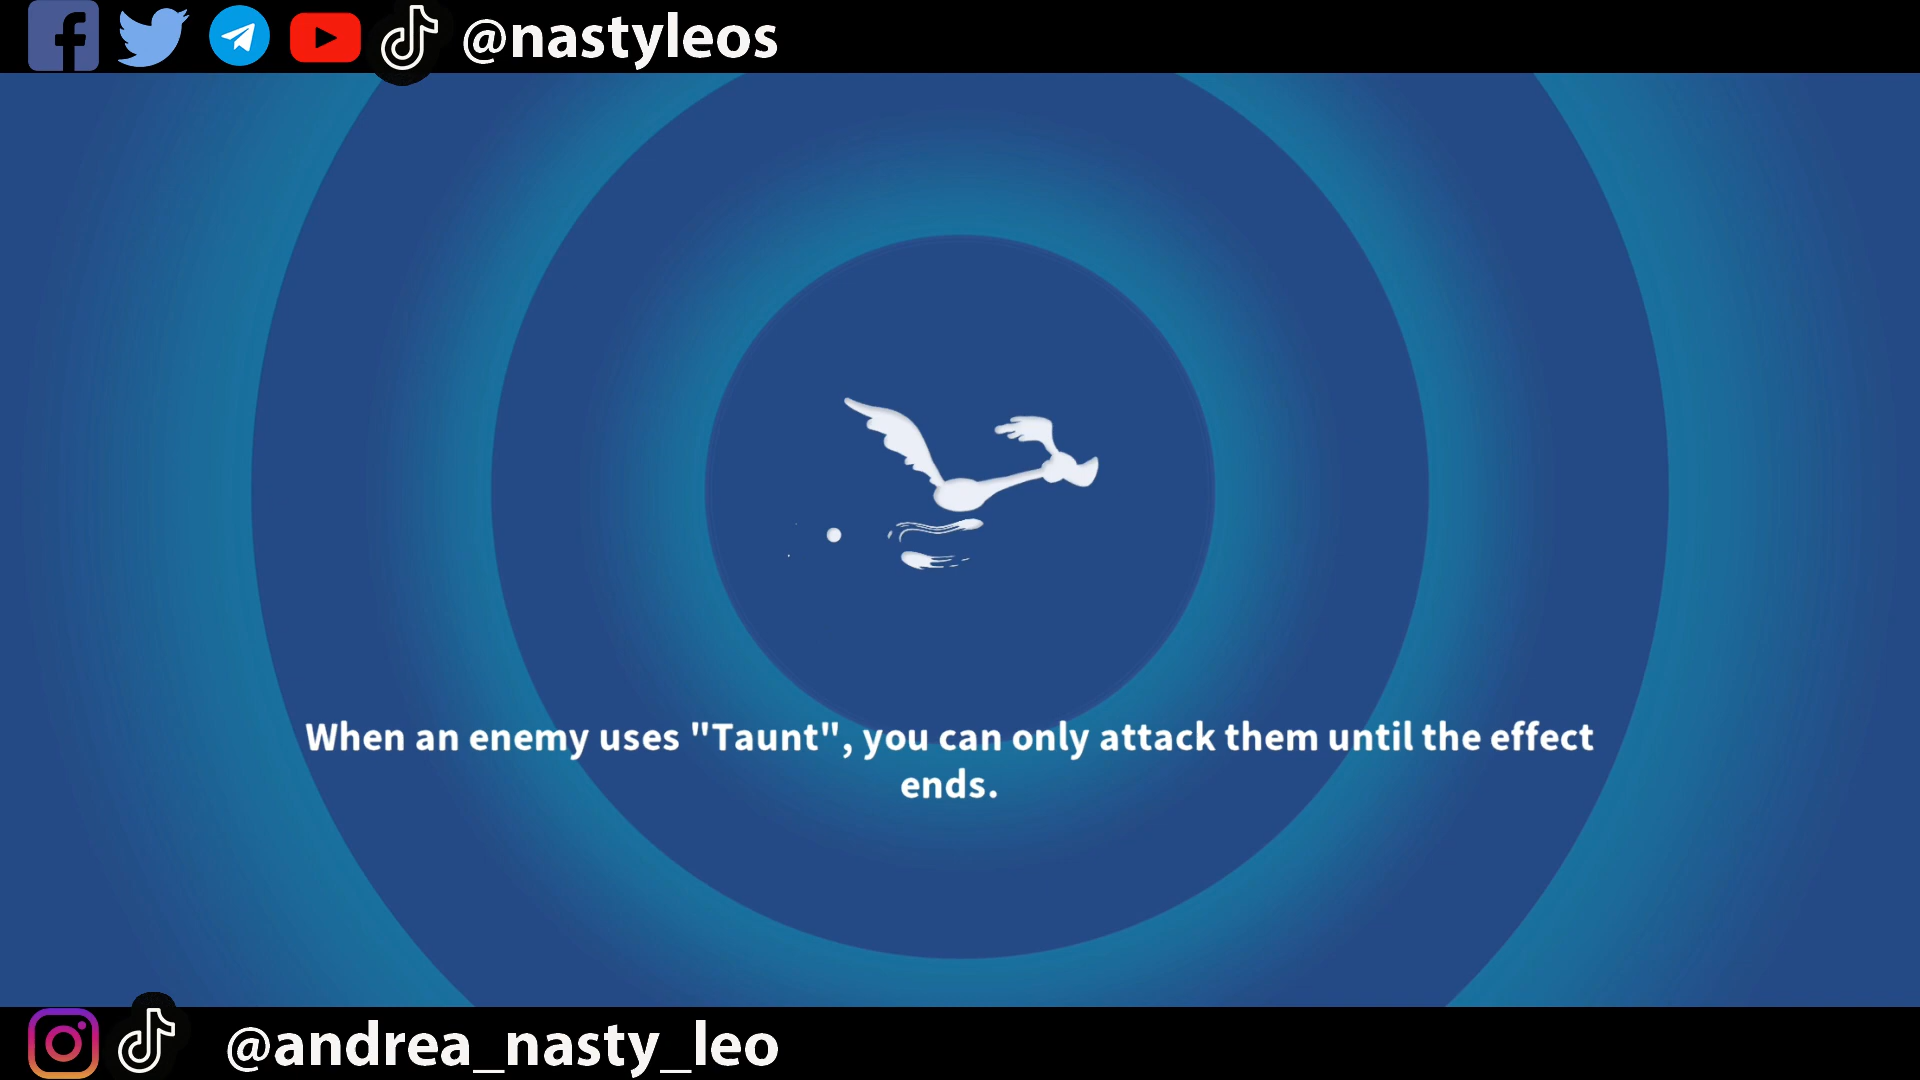 @nastyleos
When an enemy uses "Taunt", you can only attack them until the effect
ends.
@andrea_nasty_leo